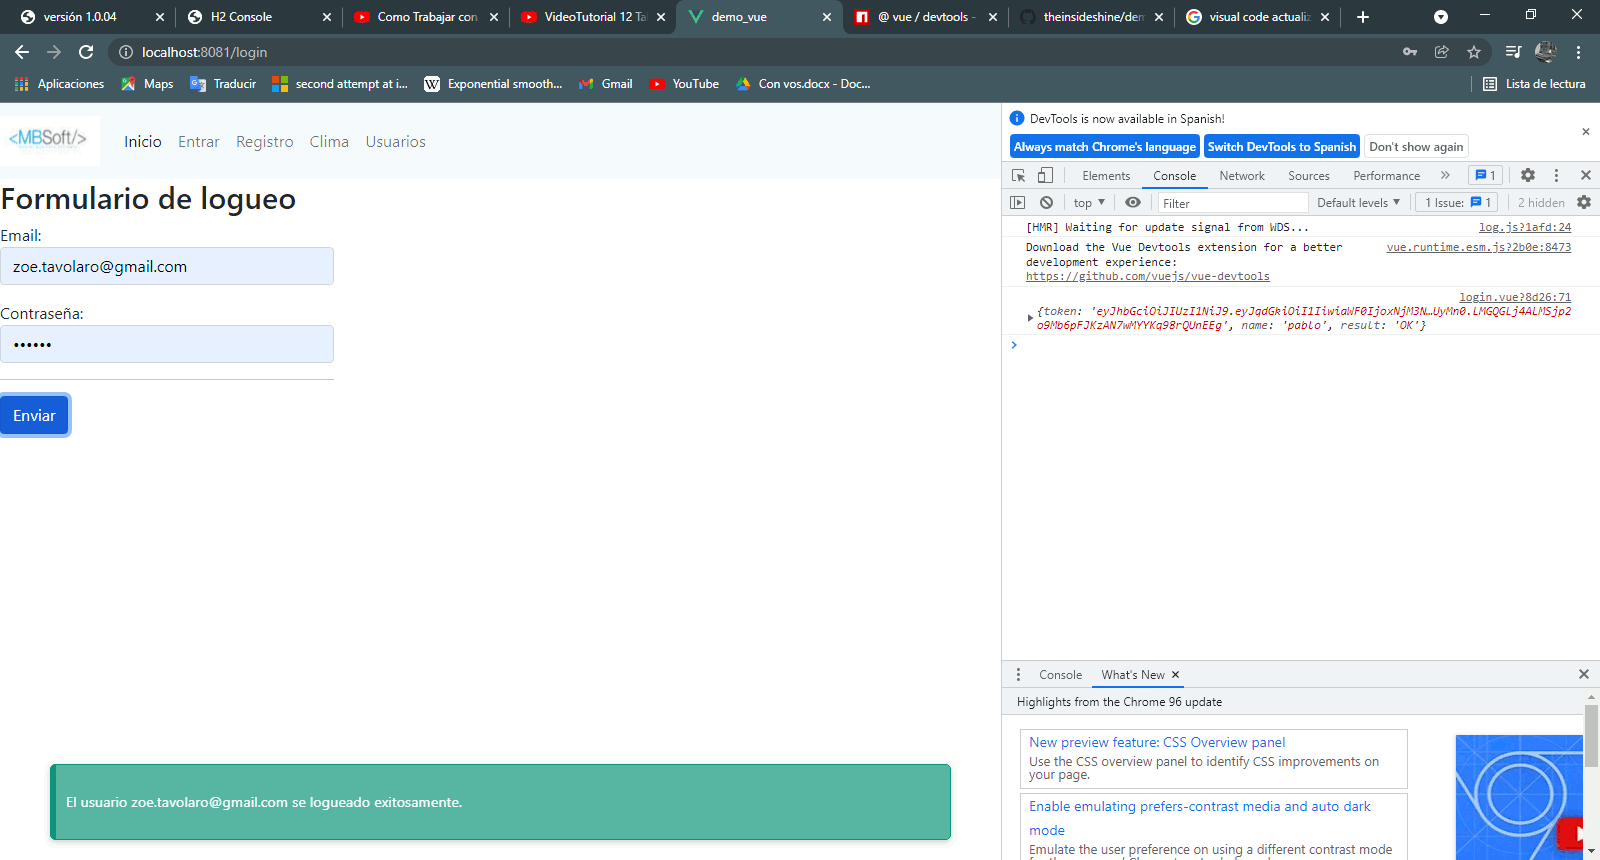 versión 1.0.04
H2 Console
Como Trabajar con
VideoTutorial 12 Tal
demo_vue
@ vue / devtools -
theinsideshine/dem
visual code actualiz
localhost:8081/login
Aplicaciones
Maps
Traducir
second attempt at i...
Exponential smooth...
Gmail
YouTube
Con vos.docx - Doc...
Lista de lectura
<MBSoft/>
Inicio Entrar Registro Clima Usuarios
Formulario de logueo
Email:
zoe.tavolaro@gmail.com
Contraseña:
••••••
Enviar
El usuario zoe.tavolaro@gmail.com se logueado exitosamente.
DevTools is now available in Spanish!
Always match Chrome's language Switch DevTools to Spanish Don't show again
Elements Console Network Sources Performance » 1
top Filter Default levels 1 Issue: 1 2 hidden
[HMR] Waiting for update signal from WDS... log.js?1afd:24
Download the Vue Devtools extension for a better vue.runtime.esm.js?2b0e:8473
development experience:
https://github.com/vuejs/vue-devtools
login.vue?8d26:71
{token: 'eyJhbGciOiJIUzI1NiJ9.eyJqdGkiOiI1IiwiaWF0IjoxNjM3N…UyMn0.LMGQGLj4ALMSjp2
o9Mb6pFJKzAN7wMYYKq98rQUnEEg', name: 'pablo', result: 'OK'}
Console What's New
Highlights from the Chrome 96 update
New preview feature: CSS Overview panel
Use the CSS overview panel to identify CSS improvements on
your page.
Enable emulating prefers-contrast media and auto dark
mode
Emulate the user preference on using a different contrast mode